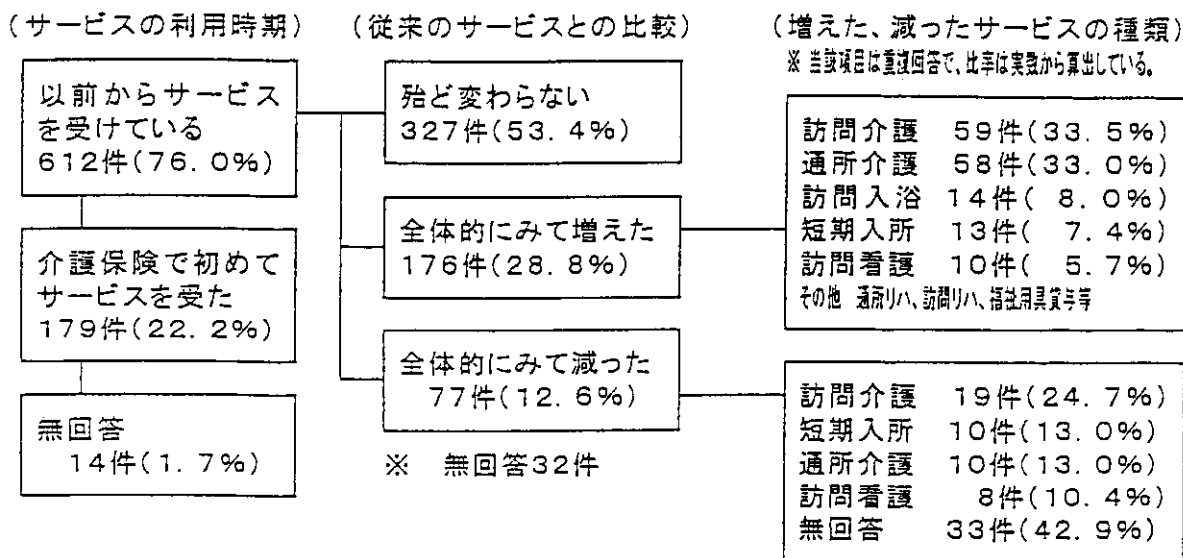 (サービスの利用時期)
以前からサービス
を受けている
612件(76.0%)
介護保険で初めて
サービスを受た
179件(22.2%)
無回答
14件(1.7%)
(従来のサービスとの比較)
殆ど変わらない
327件(53.4%)
全体的にみて増えた
176件(28.8%)
全体的にみて減った
77件(12.6%)
※ 無回答32件
(増えた、減ったサービスの種類)
※ 当該項目は重複回答で、比率は実数から算出している。
訪問介護 59件(33.5%)
通所介護 58件(33.0%)
訪問入浴 14件( 8.0%)
短期入所 13件( 7.4%)
訪問看護 10件( 5.7%)
その他 通所リハ、訪問リハ、福祉用具貸与等
訪問介護 19件(24.7%)
短期入所 10件(13.0%)
通所介護 10件(13.0%)
訪問看護 8件(10.4%)
無回答 33件(42.9%)